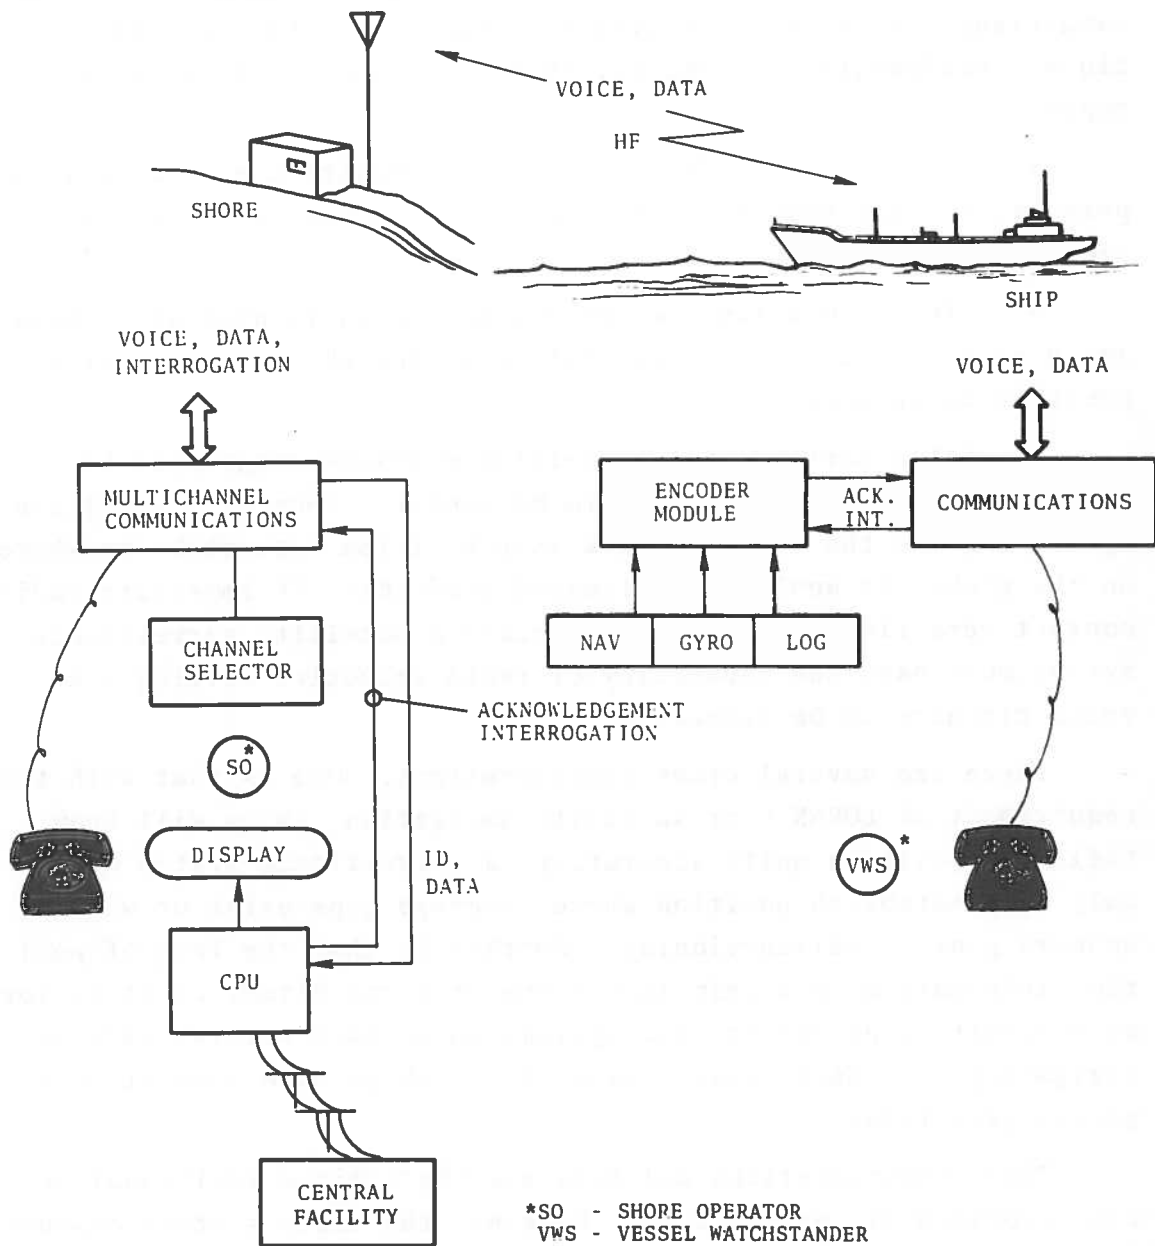 VOICE, DATA
HF
SHORE
SHIP
VOICE, DATA,
INTERROGATION
VOICE, DATA
MULTICHANNEL
COMMUNICATIONS
ENCODER
MODULE
ACK.
INT.
COMMUNICATIONS
CHANNEL
SELECTOR
NAV
GYRO
LOG
ACKNOWLEDGEMENT
INTERROGATION
SO*
DISPLAY
ID,
DATA
VWS*
CPU
CENTRAL
FACILITY
*SO - SHORE OPERATOR
VWS - VESSEL WATCHSTANDER